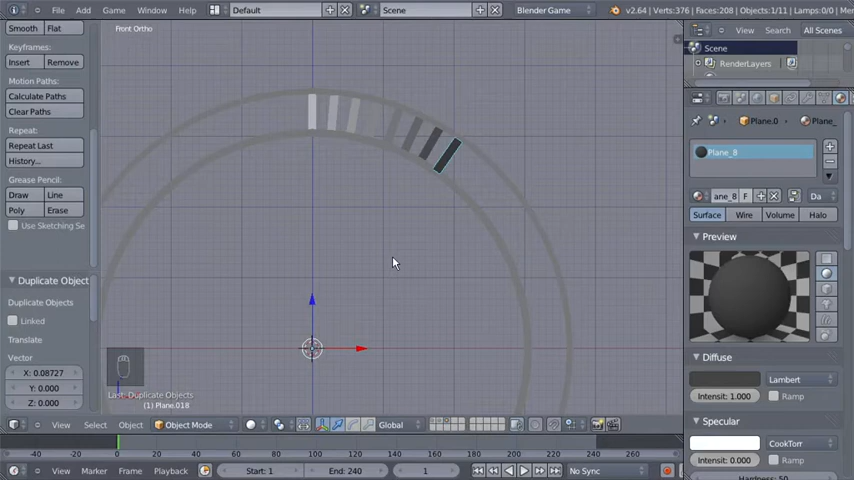 File Add Game Window Help Default Scene Blender Game v2.64 | Verts:376 | Faces:208 | Objects:1/11 | Lamps:0/0 |
View Search All Scenes
Smooth Flat
Front Ortho
Scene
Keyframes:
RenderLayers
Insert Remove
Motion Paths:
Calculate Paths
Clear Paths
Plane.0 Plane_
Repeat:
Repeat Last
Plane_8
History...
Grease Pencil:
Draw Line
ane_8 F Da
Poly Erase
Surface Wire Volume Halo
Use Sketching Se
Preview
Duplicate Object
Duplicate Objects
Linked
Translate
Diffuse
Vector
X: 0.08727
Lambert
Y: 0.000
Last: Duplicate Objects
Intensit: 1.000 Ramp
Z: 0.000
(1) Plane.018
Specular
View Select Object Object Mode Global
CookTorr
-40 -20 0 20 40 60 80 100 120 140 160 180 200 220 240 260
Intensit: 0.000 Ramp
View Marker Frame Playback Start: 1 End: 240 1 No Sync
Hardness: 50